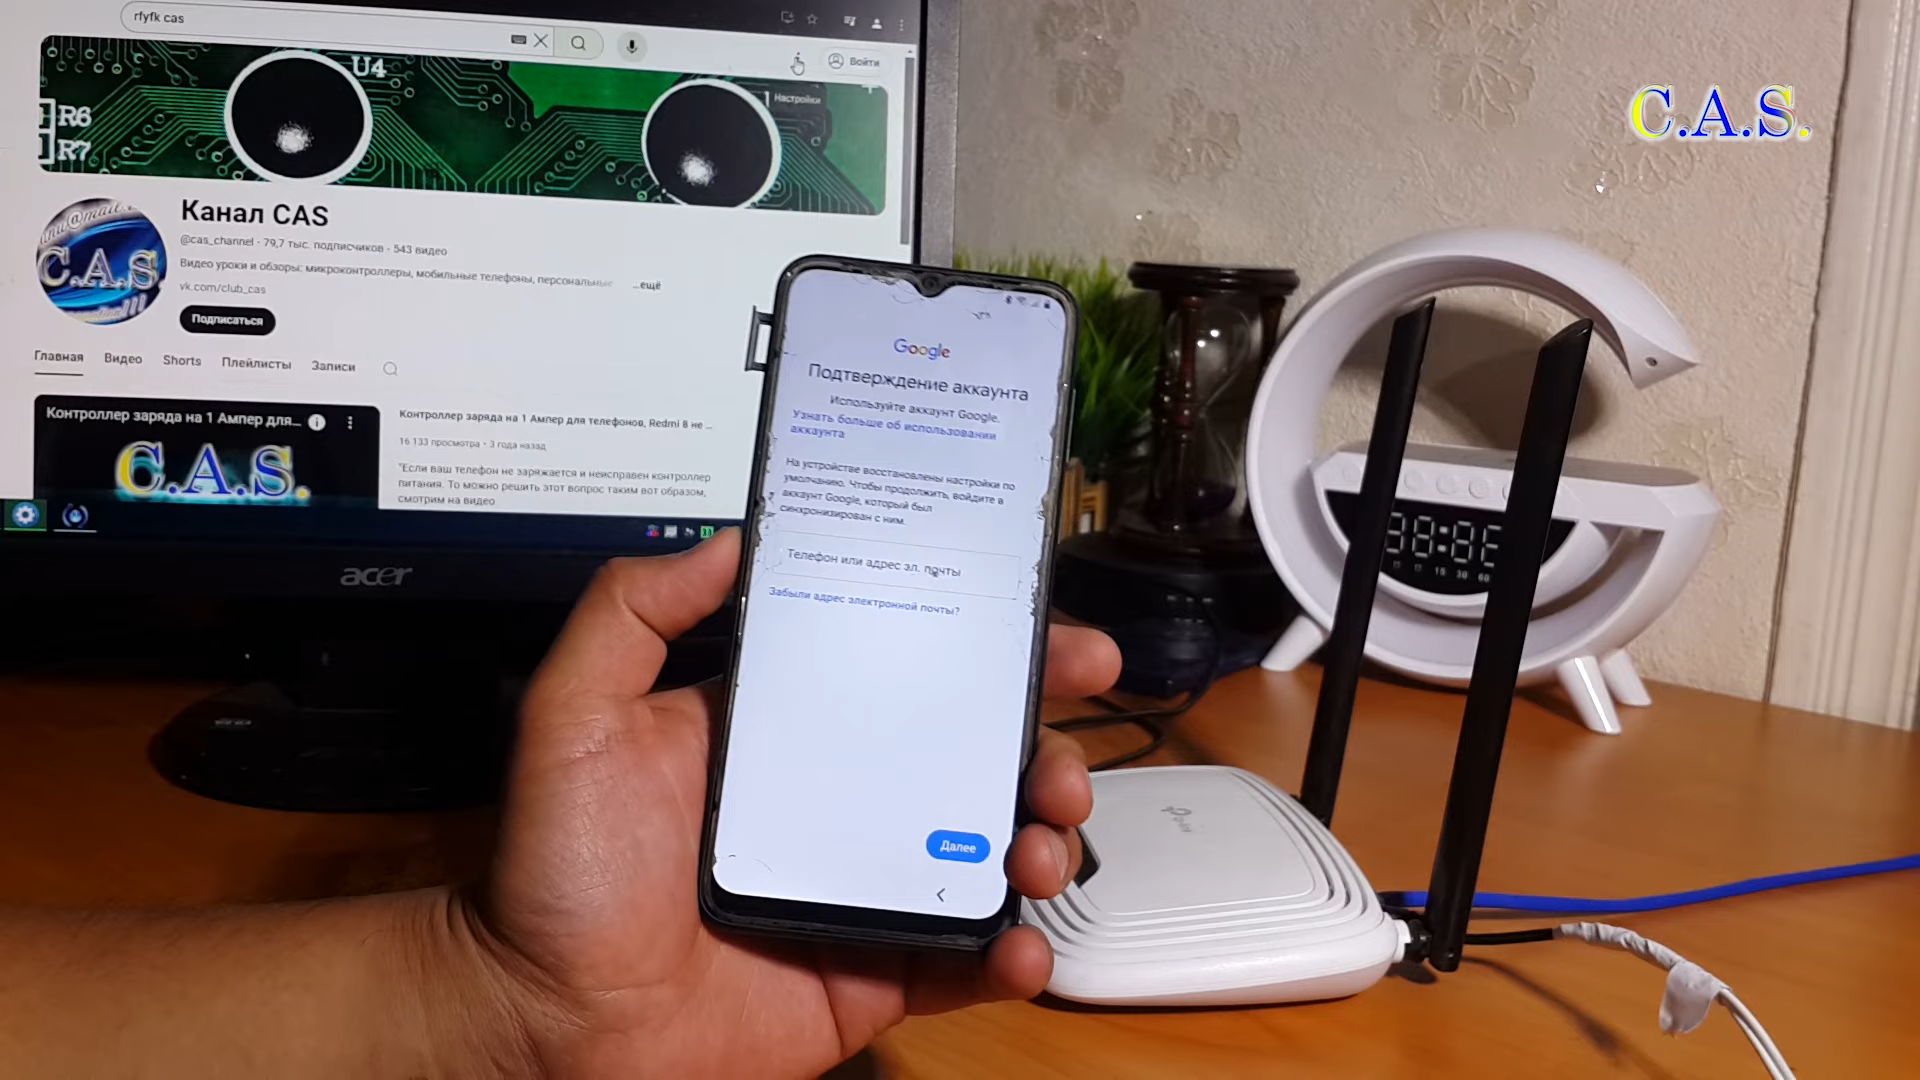 rfyfk cas
Войти
Настройки
U4
R6
R7
Канал CAS
@cas_channel · 79,7 тыс. подписчиков · 543 видео
Видео уроки и обзоры: микроконтроллеры, мобильные телефоны, персональные ...ещё
vk.com/club_cas
Подписаться
C.A.S.
Главная Видео Shorts Плейлисты Записи
Контроллер заряда на 1 Ампер для...
C.A.S.
Контроллер заряда на 1 Ампер для телефонов, Redmi 8 не ...
16 133 просмотра · 3 года назад
"Если ваш телефон не заряжается и неисправен контроллер
питания. То можно решить этот вопрос таким вот образом,
смотрим на видео
acer
Google
Подтверждение аккаунта
Используйте аккаунт Google.
Узнать больше об использовании
аккаунта
На устройстве восстановлены настройки по
умолчанию. Чтобы продолжить, войдите в
аккаунт Google, который был
синхронизирован с ним.
Телефон или адрес эл. почты
Забыли адрес электронной почты?
Далее
C.A.S.
tp-link